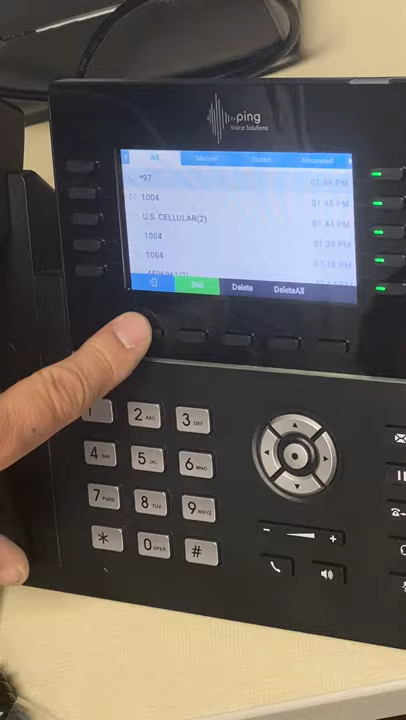 ping
Voice Solutions
All Missed Dialed Answered
*97 01:46 PM
1004 01:45 PM
U.S. CELLULAR(2) 01:44 PM
1004 01:28 PM
1004 01:18 PM
Dial Delete DeleteAll
1 2 ABC 3 DEF
4 GHI 5 JKL 6 MNO
7 PQRS 8 TUV 9 WXYZ
* 0 OPER #
- +